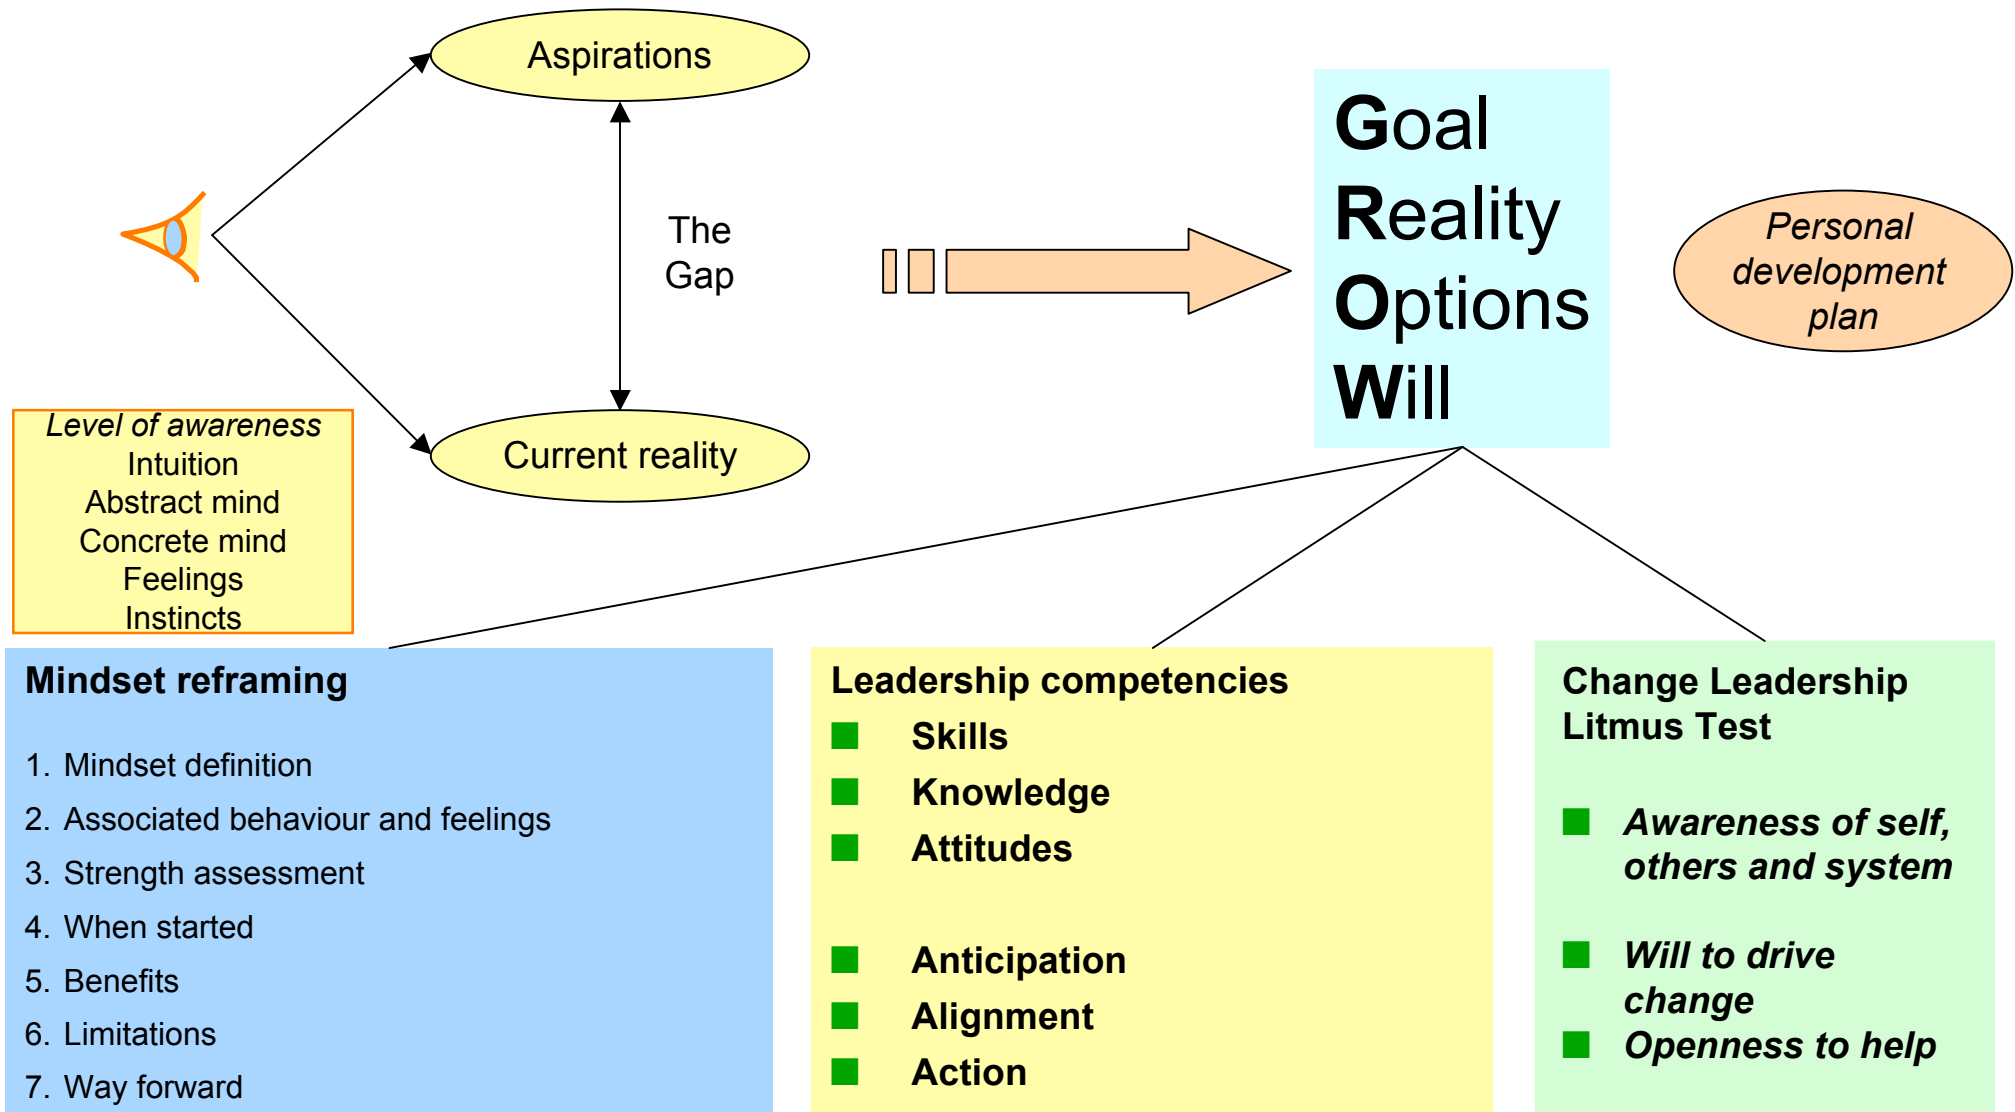 Aspirations
The
Gap
Current reality
Level of awareness
Intuition
Abstract mind
Concrete mind
Feelings
Instincts
Goal
Reality
Options
Will
Personal
development
plan
Mindset reframing
1. Mindset definition
2. Associated behaviour and feelings
3. Strength assessment
4. When started
5. Benefits
6. Limitations
7. Way forward
Leadership competencies
Skills
Knowledge
Attitudes
Anticipation
Alignment
Action
Change Leadership
Litmus Test
Awareness of self,
others and system
Will to drive
change
Openness to help